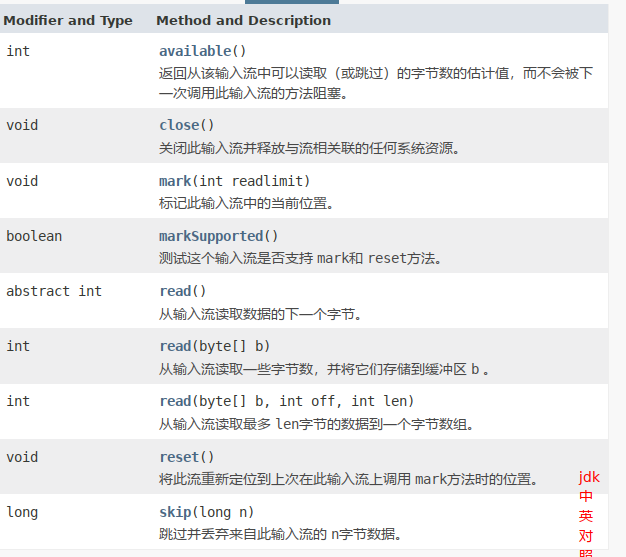 Modifier and Type Method and Description
int available()
返回从该输入流中可以读取（或跳过）的字节数的估计值，而不会被下
一次调用此输入流的方法阻塞。
void close()
关闭此输入流并释放与流相关联的任何系统资源。
void mark(int readlimit)
标记此输入流中的当前位置。
boolean markSupported()
测试这个输入流是否支持 mark和 reset方法。
abstract int read()
从输入流读取数据的下一个字节。
int read(byte[] b)
从输入流读取一些字节数，并将它们存储到缓冲区 b 。
int read(byte[] b, int off, int len)
从输入流读取最多 len字节的数据到一个字节数组。
void reset()
将此流重新定位到上次在此输入流上调用 mark方法时的位置。
long skip(long n)
跳过并丢弃来自此输入流的 n字节数据。
jdk
中
英
对
照